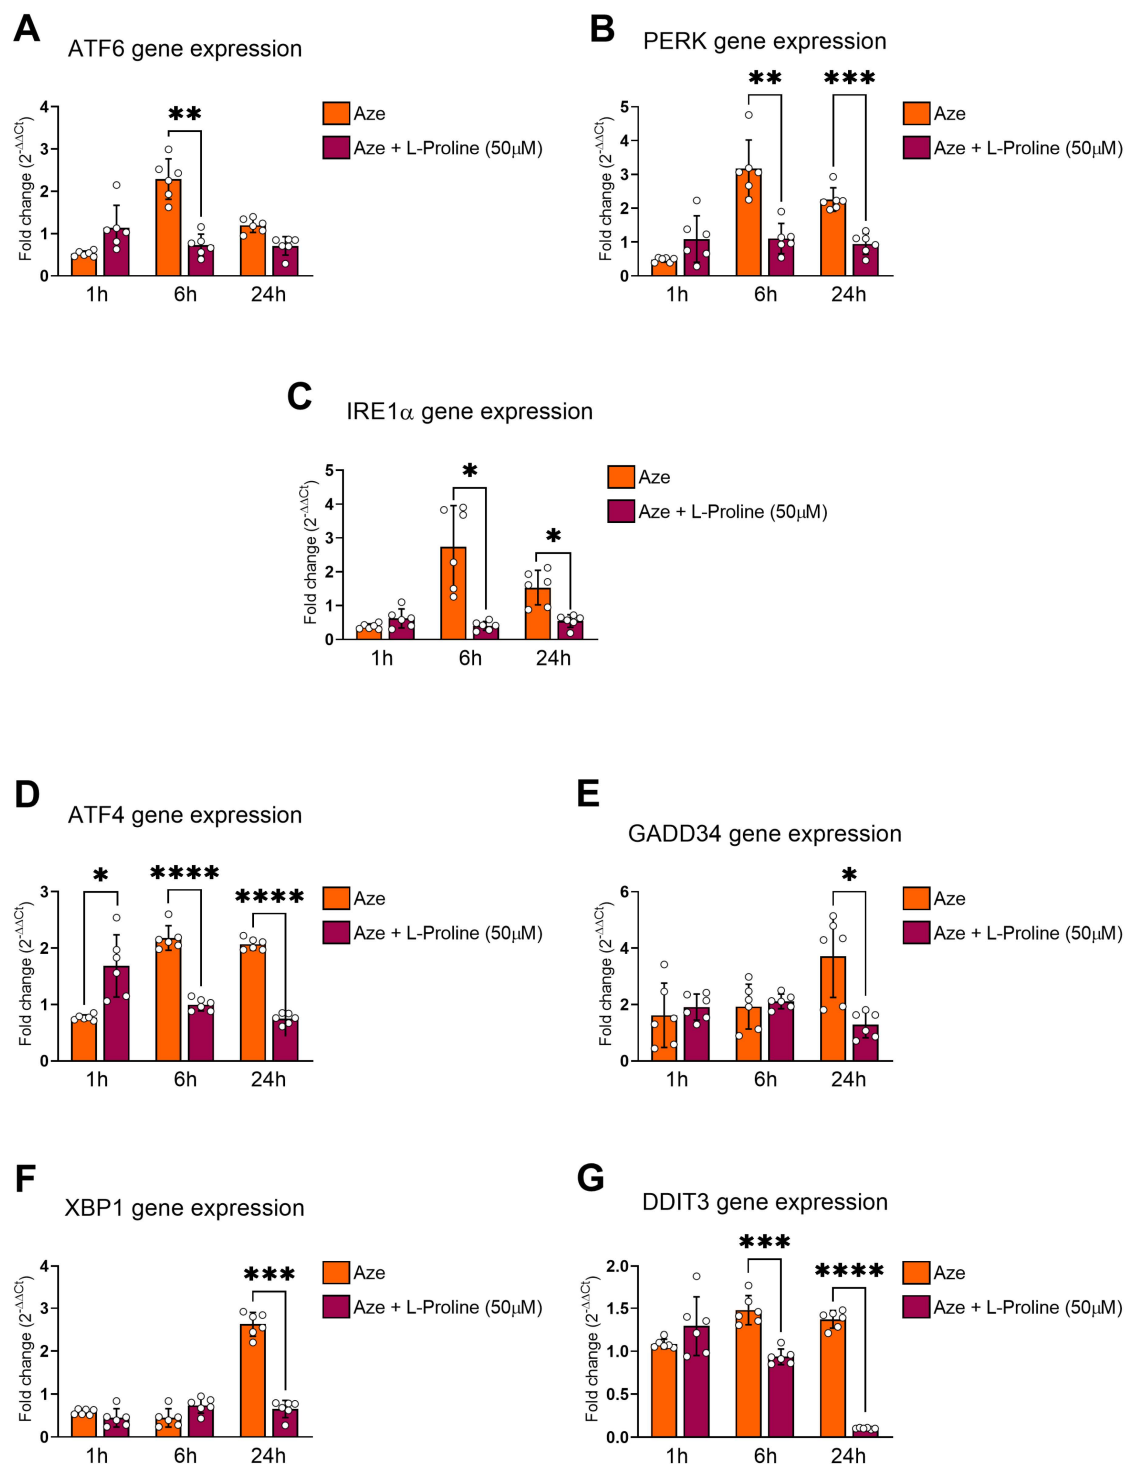 A
ATF6 gene expression
Fold change (2-ΔΔCt)
4
3
2
1
0
**
1h
6h
24h
Aze
Aze + L-Proline (50μM)
B
PERK gene expression
Fold change (2-ΔΔCt)
5
4
3
2
1
0
**
***
1h
6h
24h
Aze
Aze + L-Proline (50μM)
C
IRE1α gene expression
Fold change (2-ΔΔCt)
5
4
3
2
1
0
*
*
1h
6h
24h
Aze
Aze + L-Proline (50μM)
D
ATF4 gene expression
Fold change (2-ΔΔCt)
3
2
1
0
*
****
****
1h
6h
24h
Aze
Aze + L-Proline (50μM)
E
GADD34 gene expression
Fold change (2-ΔΔCt)
6
4
2
0
*
1h
6h
24h
Aze
Aze + L-Proline (50μM)
F
XBP1 gene expression
Fold change (2-ΔΔCt)
4
3
2
1
0
***
1h
6h
24h
Aze
Aze + L-Proline (50μM)
G
DDIT3 gene expression
Fold change (2-ΔΔCt)
2.0
1.5
1.0
0.5
0.0
***
****
1h
6h
24h
Aze
Aze + L-Proline (50μM)